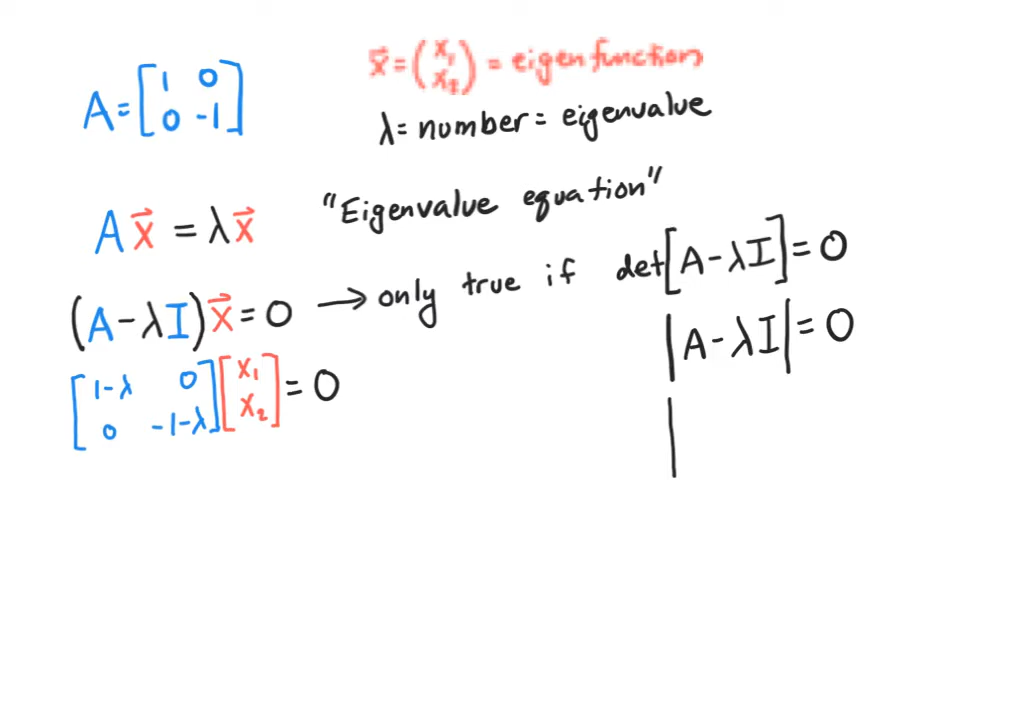 x⃗ = (x₁ x₂) = eigenfunctions
A = [1 0
0 -1]
λ = number = eigenvalue
Ax⃗ = λx⃗ "Eigenvalue equation"
(A - λI)x⃗ = 0 → only true if det[A - λI] = 0
|A - λI| = 0
[1-λ 0
0 -1-λ] [x₁
x₂] = 0
|